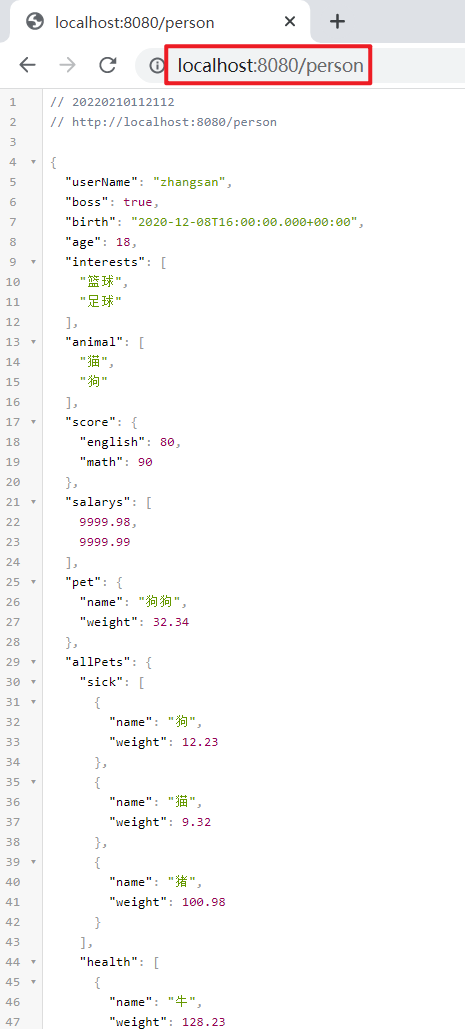 localhost:8080/person
localhost:8080/person
1 // 20220210112112
2 // http://localhost:8080/person
3
4 {
5 "userName": "zhangsan",
6 "boss": true,
7 "birth": "2020-12-08T16:00:00.000+00:00",
8 "age": 18,
9 "interests": [
10 "篮球",
11 "足球"
12 ],
13 "animal": [
14 "猫",
15 "狗"
16 ],
17 "score": {
18 "english": 80,
19 "math": 90
20 },
21 "salarys": [
22 9999.98,
23 9999.99
24 ],
25 "pet": {
26 "name": "狗狗",
27 "weight": 32.34
28 },
29 "allPets": {
30 "sick": [
31 {
32 "name": "狗",
33 "weight": 12.23
34 },
35 {
36 "name": "猫",
37 "weight": 9.32
38 },
39 {
40 "name": "猪",
41 "weight": 100.98
42 }
43 ],
44 "health": [
45 {
46 "name": "牛",
47 "weight": 128.23